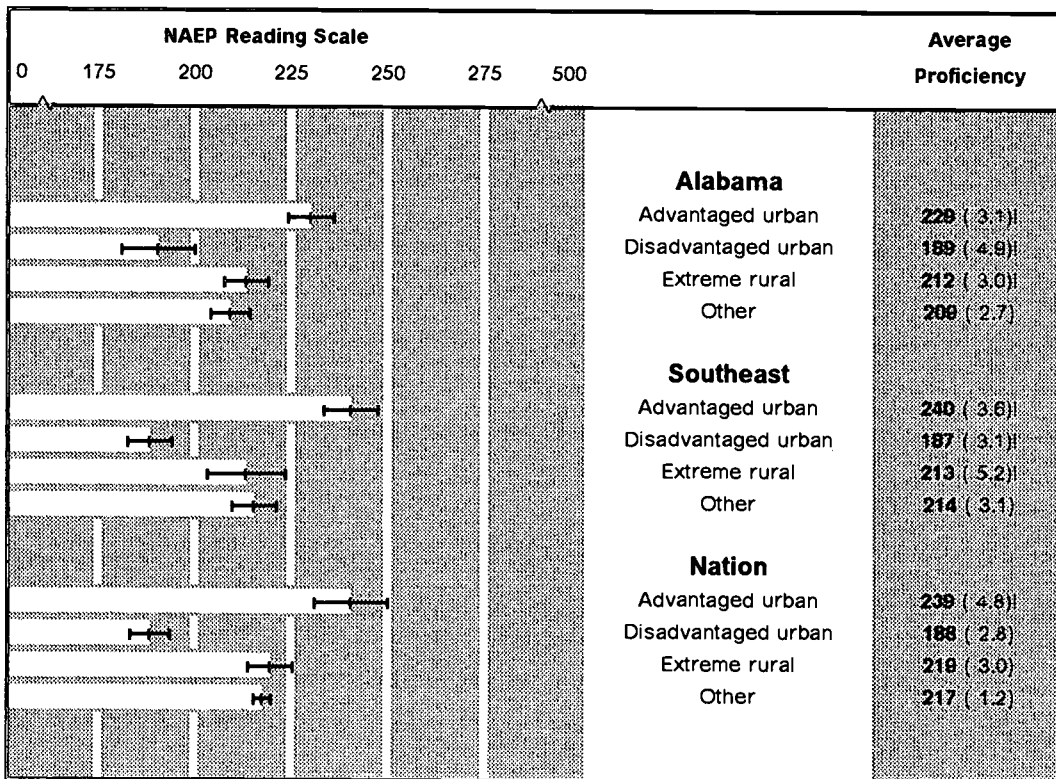 NAEP Reading Scale Average
0 175 200 225 250 275 500 Proficiency
Alabama
Advantaged urban 229 ( 3.1)!
Disadvantaged urban 189 ( 4.9)!
Extreme rural 212 ( 3.0)!
Other 209 ( 2.7)
Southeast
Advantaged urban 240 ( 3.6)!
Disadvantaged urban 187 ( 3.1)!
Extreme rural 213 ( 5.2)!
Other 214 ( 3.1)
Nation
Advantaged urban 239 ( 4.8)!
Disadvantaged urban 188 ( 2.8)
Extreme rural 219 ( 3.0)
Other 217 ( 1.2)